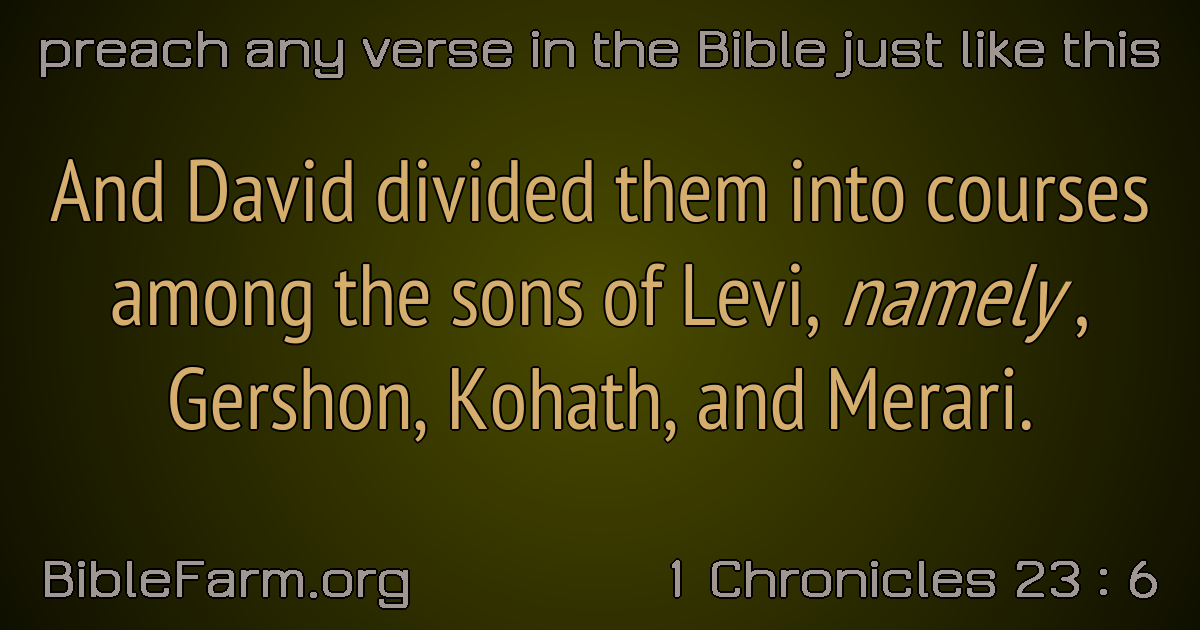 preach any verse in the Bible just like this
And David divided them into courses
among the sons of Levi, namely ,
Gershon, Kohath, and Merari.
BibleFarm.org
1 Chronicles 23 : 6